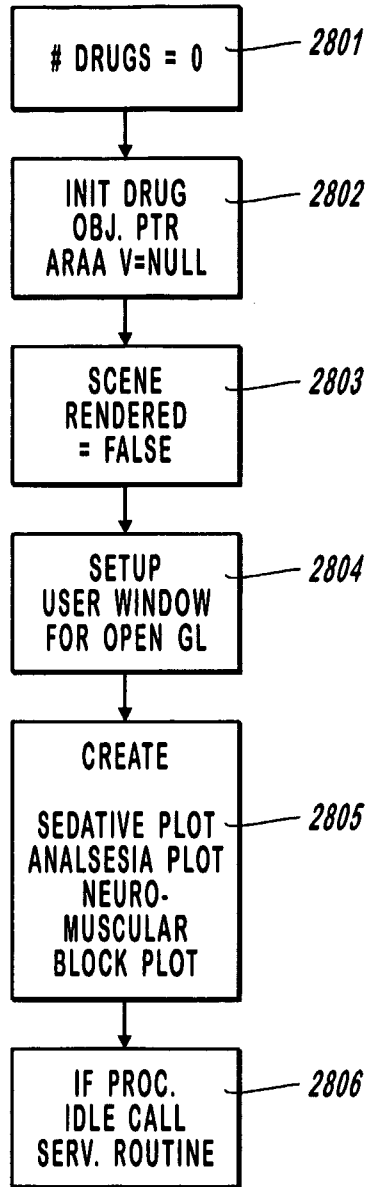 # DRUGS = 0
2801
INIT DRUG
OBJ. PTR
ARAA V=NULL
2802
SCENE
RENDERED
= FALSE
2803
SETUP
USER WINDOW
FOR OPEN GL
2804
CREATE
SEDATIVE PLOT
ANALSESIA PLOT
NEURO-
MUSCULAR
BLOCK PLOT
2805
IF PROC.
IDLE CALL
SERV. ROUTINE
2806